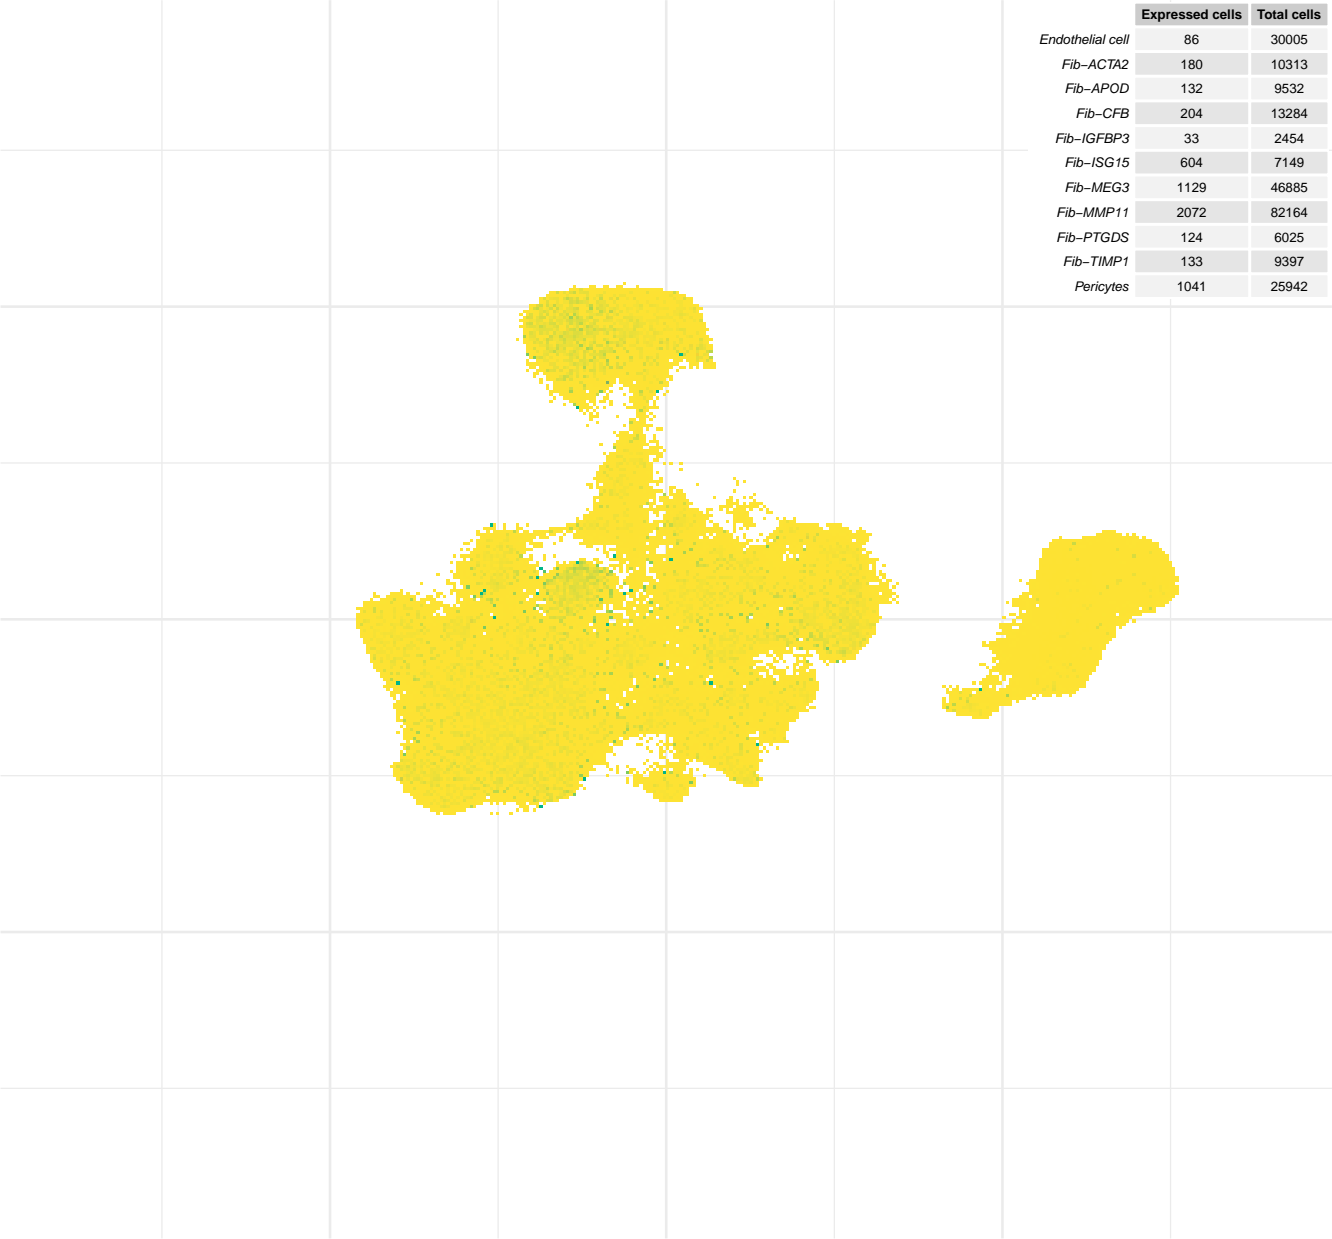 Expressed cells Total cells
Endothelial cell 86 30005
Fib−ACTA2 180 10313
Fib−APOD 132 9532
Fib−CFB 204 13284
Fib−IGFBP3 33 2454
Fib−ISG15 604 7149
Fib−MEG3 1129 46885
Fib−MMP11 2072 82164
Fib−PTGDS 124 6025
Fib−TIMP1 133 9397
Pericytes 1041 25942